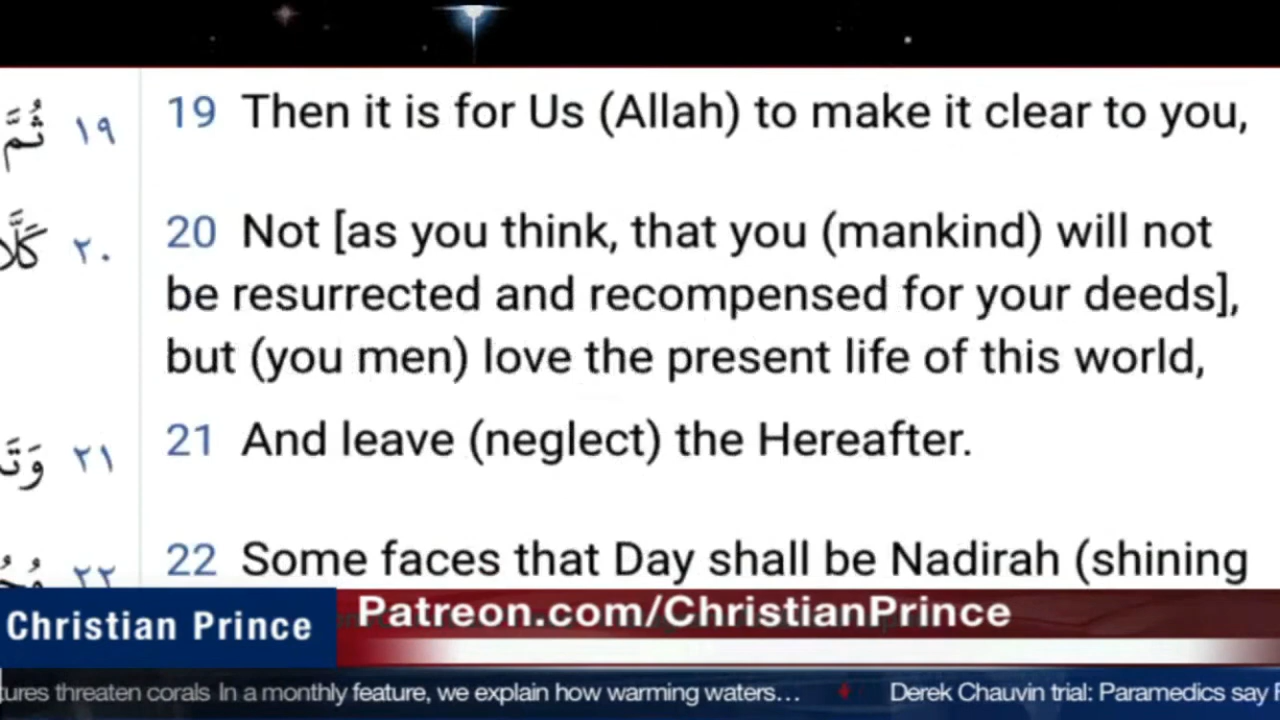 19 Then it is for Us (Allah) to make it clear to you,
ثُمَّ ١٩
20 Not [as you think, that you (mankind) will not
be resurrected and recompensed for your deeds],
but (you men) love the present life of this world,
كَلَّا ٢٠
21 And leave (neglect) the Hereafter.
٢١
22 Some faces that Day shall be Nadirah (shining
٢٢
Christian Prince
Patreon.com/ChristianPrince
tures threaten corals In a monthly feature, we explain how warming waters...
Derek Chauvin trial: Paramedics say